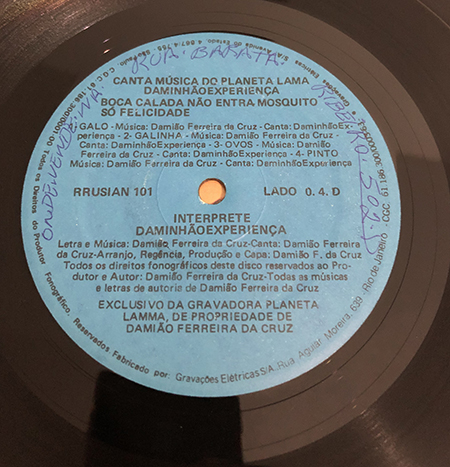 CANTA MÚSICA DO PLANETA LAMA
DAMINHÃOEXPERIENÇA
BOCA CALADA NÃO ENTRA MOSQUITO
SÓ FELICIDADE
GALO - Música: Damião Ferreira da Cruz - Canta: DaminhãoEx-
periença - 2- GALINHA - Música: Damião Ferreira da Cruz -
Canta: DaminhãoExperiença - 3- OVOS - Música: Damião
Ferreira da Cruz - Canta: DaminhãoExperiença - 4- PINTO
Música: Damião Ferreira da Cruz - Canta: DaminhãoExperiença
RRUSIAN 101
LADO 0.4.D
INTERPRETE
DAMINHÃOEXPERIENÇA
Letra e Música: Damião Ferreira da Cruz-Canta: Damião Ferreira
da Cruz-Arranjo, Regência, Produção e Capa: Damião F. da Cruz
Todos os direitos fonográficos deste disco reservados ao Pro-
dutor e Autor: Damião Ferreira da Cruz-Todas as músicas
e letras de autoria de Damião Ferreira da Cruz
EXCLUSIVO DA GRAVADORA PLANETA
LAMMA, DE PROPRIEDADE DE
DAMIÃO FERREIRA DA CRUZ
Todos os Direitos do Produtor Fonográfico, Reservados Fabricado por: Gravações Elétricas S/A. Rua Aguiar Moreira, 639 Rio de Janeiro - CGC
RUA: BARATA
RIBEIRO